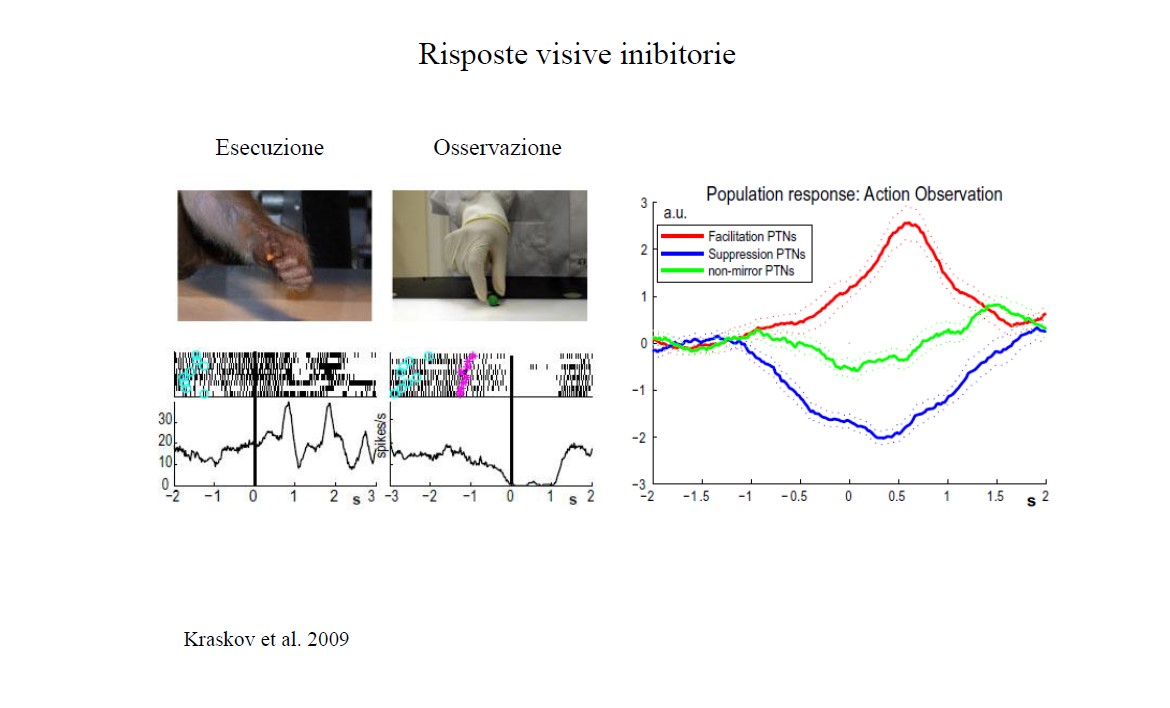 Risposte visive inibitorie
Esecuzione
Osservazione
30
20
10
0
−2 −1 0 1 s 3
spikes/s
−3 −2 −1 0 1 s 2
Population response: Action Observation
a.u.
Facilitation PTNs
Suppression PTNs
non-mirror PTNs
3
2
1
0
−1
−2
−3
−2 −1.5 −1 −0.5 0 0.5 1 1.5 s 2
Kraskov et al. 2009